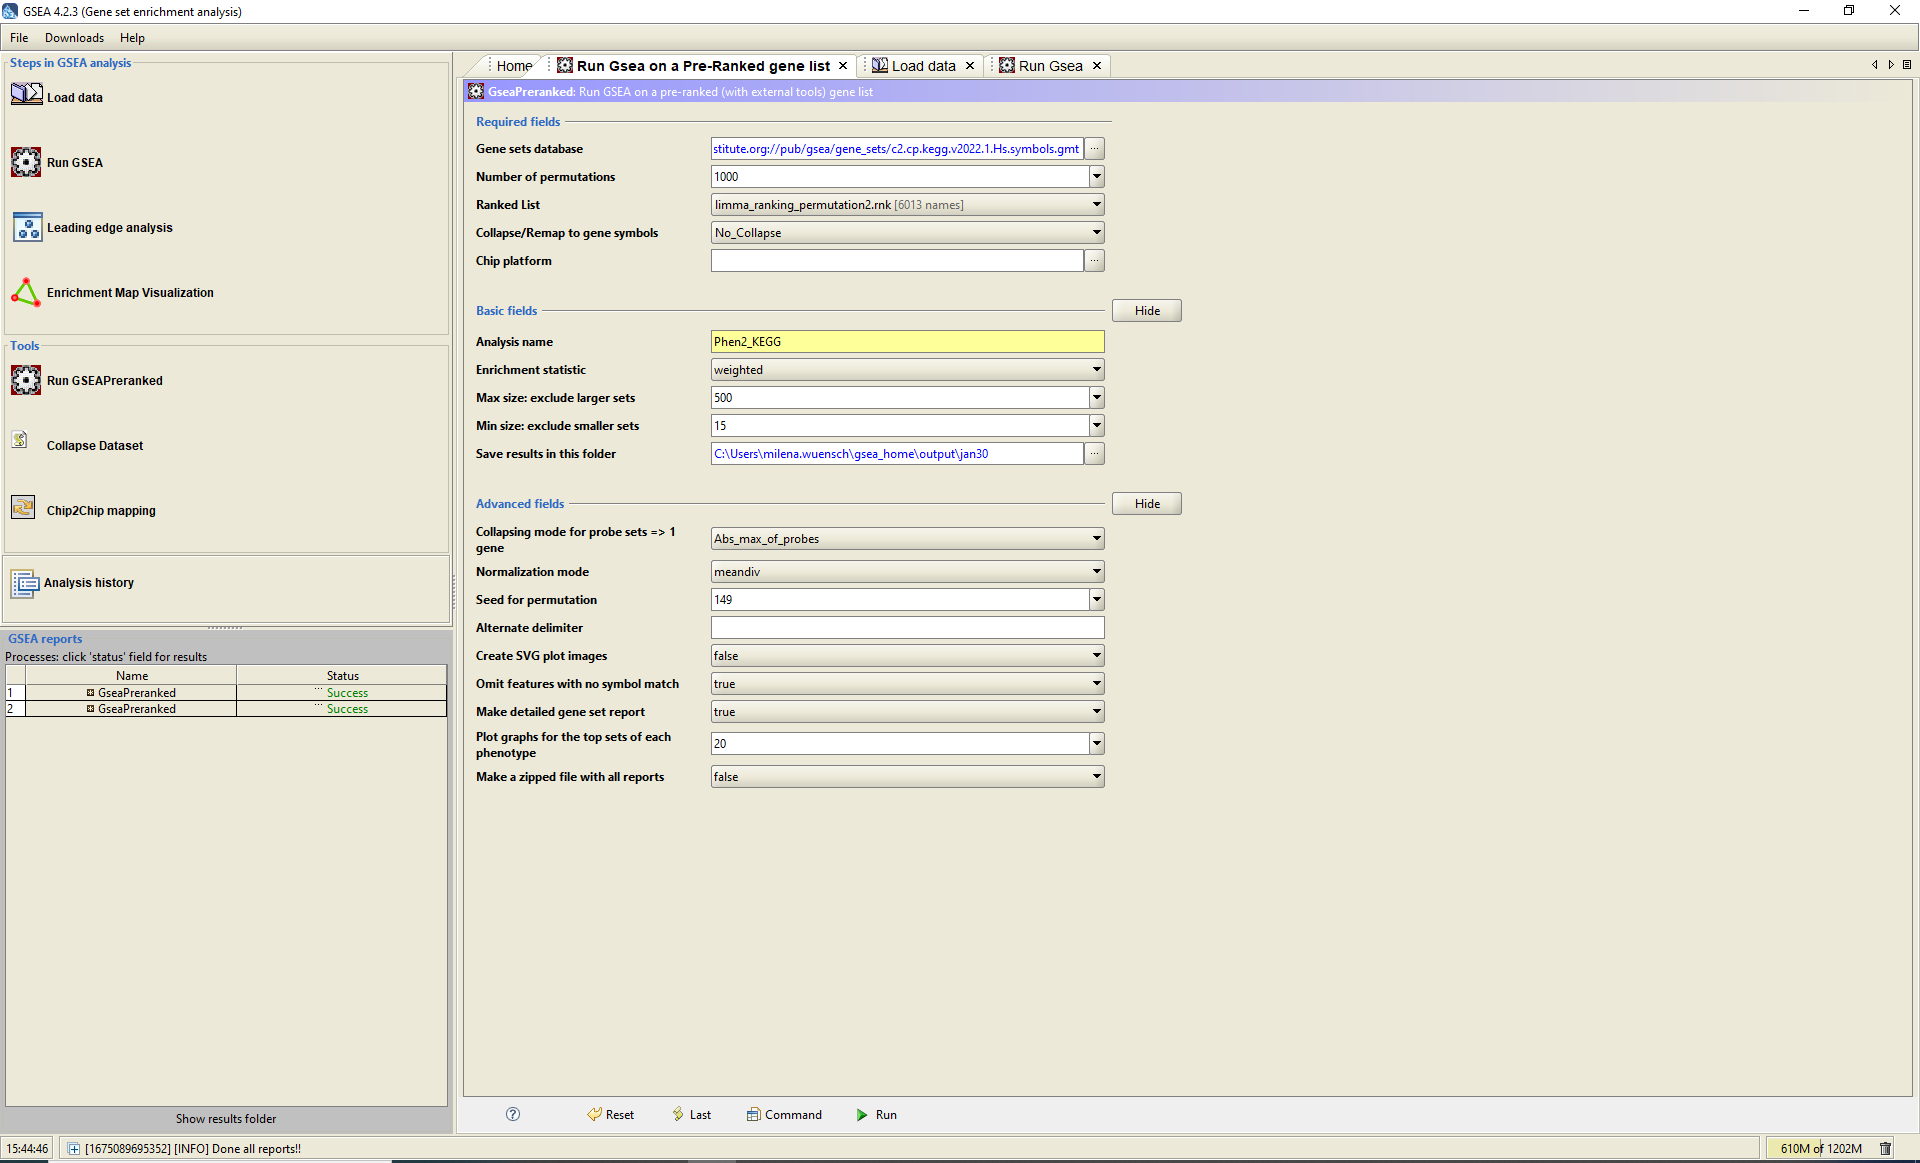 GSEA 4.2.3 (Gene set enrichment analysis)
File Downloads Help
Steps in GSEA analysis
Load data
Run GSEA
Leading edge analysis
Enrichment Map Visualization
Tools
Run GSEAPreranked
Collapse Dataset
Chip2Chip mapping
Analysis history
GSEA reports
Processes: click 'status' field for results
Name Status
1 GseaPreranked ... Success
2 GseaPreranked ... Success
Show results folder
Home Run Gsea on a Pre-Ranked gene list Load data Run Gsea
GseaPreranked: Run GSEA on a pre-ranked (with external tools) gene list
Required fields
Gene sets database stitute.org://pub/gsea/gene_sets/c2.cp.kegg.v2022.1.Hs.symbols.gmt ...
Number of permutations 1000
Ranked List limma_ranking_permutation2.rnk [6013 names]
Collapse/Remap to gene symbols No_Collapse
Chip platform ...
Basic fields Hide
Analysis name Phen2_KEGG
Enrichment statistic weighted
Max size: exclude larger sets 500
Min size: exclude smaller sets 15
Save results in this folder C:\Users\milena.wuensch\gsea_home\output\jan30 ...
Advanced fields Hide
Collapsing mode for probe sets => 1
gene Abs_max_of_probes
Normalization mode meandiv
Seed for permutation 149
Alternate delimiter
Create SVG plot images false
Omit features with no symbol match true
Make detailed gene set report true
Plot graphs for the top sets of each
phenotype 20
Make a zipped file with all reports false
? Reset Last Command Run
15:44:46 [1675089695352] [INFO] Done all reports!! 610M of 1202M